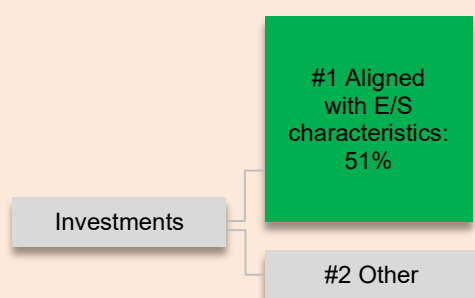 #1 Aligned
with E/S
characteristics:
51%
Investments
#2 Other